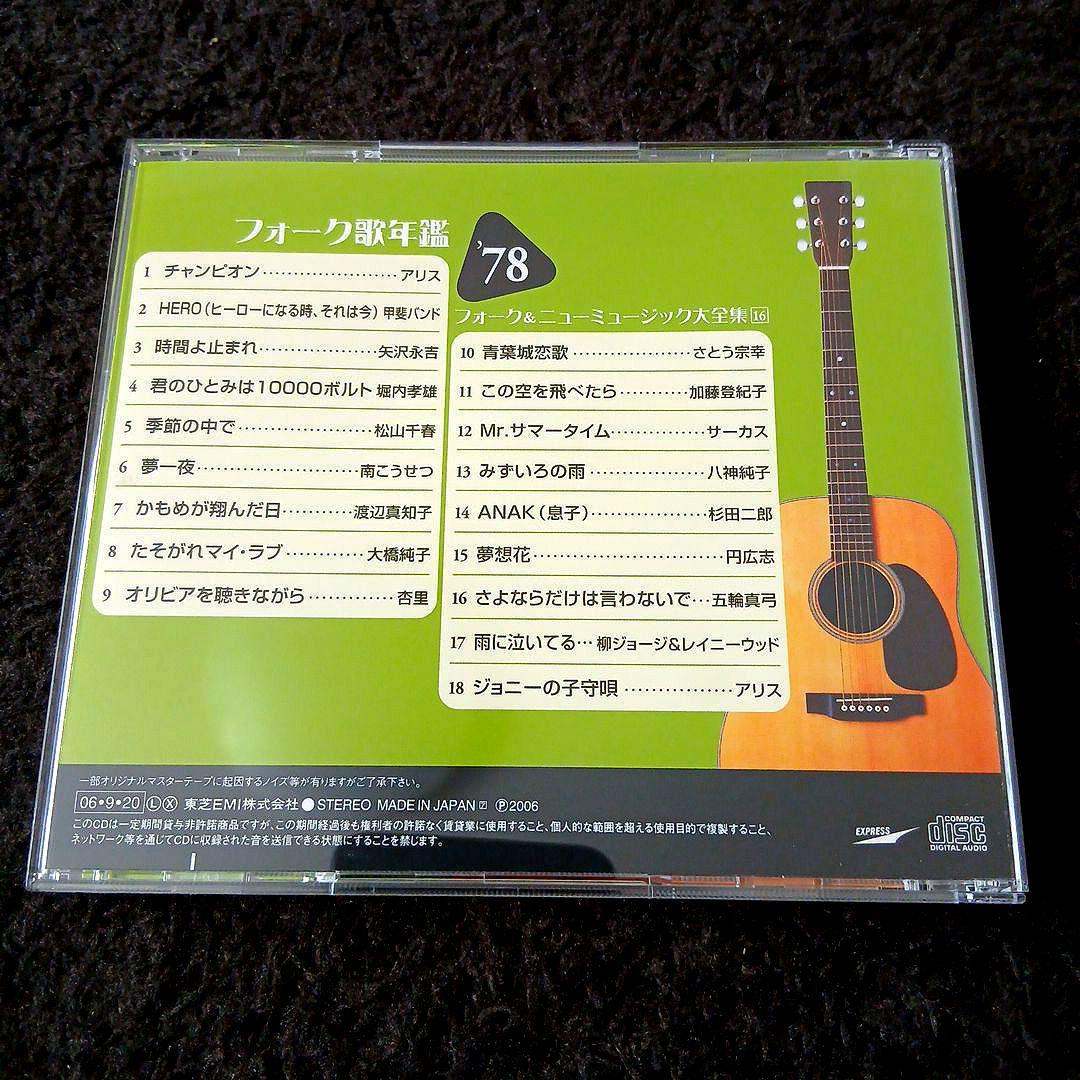 フォーク歌年鑑
'78
フォーク&ニューミュージック大全集16
1 チャンピオン······················アリス
2 HERO(ヒーローになる時、それは今) 甲斐バンド
3 時間よ止まれ···················矢沢永吉
4 君のひとみは10000ボルト 堀内孝雄
5 季節の中で······················松山千春
6 夢一夜··························南こうせつ
7 かもめが翔んだ日···········渡辺真知子
8 たそがれマイ・ラブ············大橋純子
9 オリビアを聴きながら·············杏里
10 青葉城恋歌···················さとう宗幸
11 この空を飛べたら···········加藤登紀子
12 Mr.サマータイム···············サーカス
13 みずいろの雨···················八神純子
14 ANAK(息子)···················杉田二郎
15 夢想花·························円広志
16 さよならだけは言わないで···五輪真弓
17 雨に泣いてる··· 柳ジョージ&レイニーウッド
18 ジョニーの子守唄················アリス
一部オリジナルマスターテープに起因するノイズ等が有りますがご了承下さい。
06•9•20 Ⓛ Ⓧ 東芝EMI株式会社 ● STEREO MADE IN JAPAN ℗2006
このCDは一定期間貸与非許諾商品ですが、この期間経過後も権利者の許諾なく賃貸業に使用すること、個人的な範囲を超える使用目的で複製すること、
ネットワーク等を通じてCDに収録された音を送信できる状態にすることを禁じます。
EXPRESS
COMPACT
disc
DIGITAL AUDIO